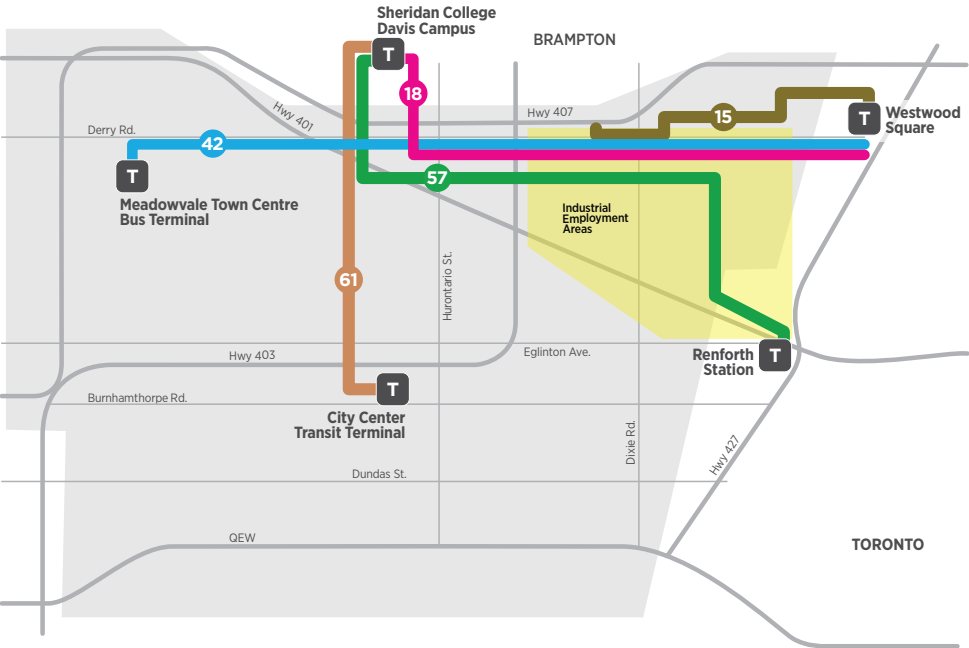 Sheridan College
Davis Campus
T
BRAMPTON
18
Hwy 407
Hwy 401
15
T
Westwood
Square
Derry Rd.
42
T
57
Meadowvale Town Centre
Bus Terminal
Industrial
Employment
Areas
61
Hurontario St.
Hwy 403
Eglinton Ave.
Renforth
Station
T
T
Burnhamthorpe Rd.
City Center
Transit Terminal
Dixie Rd.
Hwy 427
Dundas St.
QEW
TORONTO